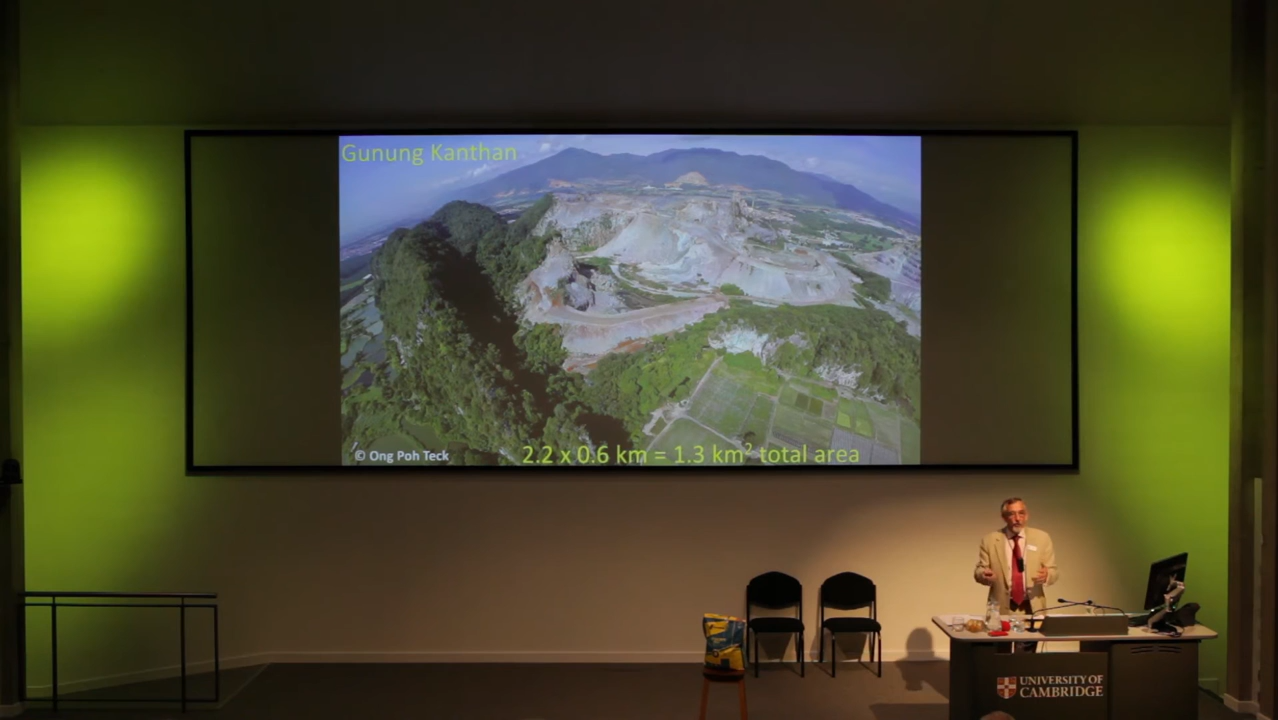 Gunung Kanthan
© Ong Poh Teck
2.2 x 0.6 km = 1.3 km² total area
UNIVERSITY OF
CAMBRIDGE